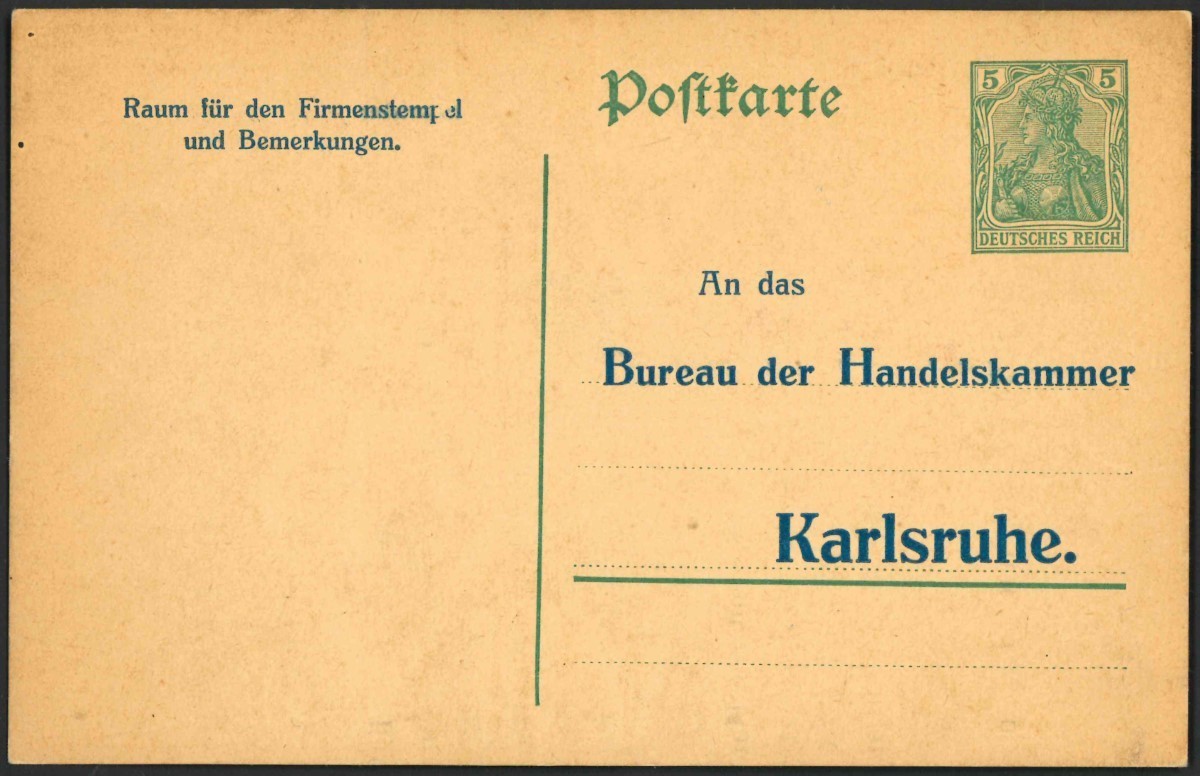 Raum für den Firmenstempel
und Bemerkungen.
Poſtkarte
5 5
DEUTSCHES REICH
An das
Bureau der Handelskammer
Karlsruhe.